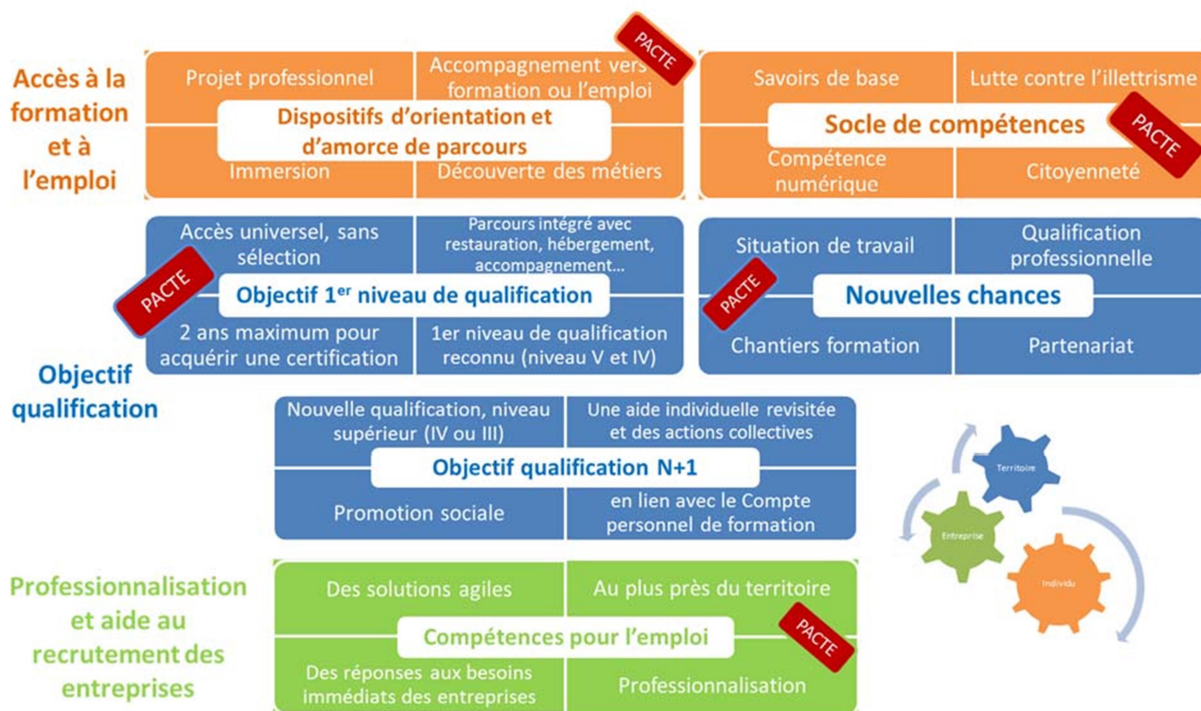 Accès à la
formation
et à
l'emploi
PACTE
Projet professionnel
Accompagnement vers
formation ou l'emploi
Dispositifs d'orientation et
d'amorce de parcours
Immersion
Découverte des métiers
Savoirs de base
Lutte contre l'illettrisme
Socle de compétences
PACTE
Compétence
numérique
Citoyenneté
Objectif
qualification
Accès universel, sans
sélection
Parcours intégré avec
restauration, hébergement,
accompagnement...
PACTE
Objectif 1er niveau de qualification
2 ans maximum pour
acquérir une certification
1er niveau de qualification
reconnu (niveau V et IV)
Situation de travail
Qualification
professionnelle
PACTE
Nouvelles chances
Chantiers formation
Partenariat
Nouvelle qualification, niveau
supérieur (IV ou III)
Une aide individuelle revisitée
et des actions collectives
Objectif qualification N+1
Promotion sociale
en lien avec le Compte
personnel de formation
Territoire
Entreprise
Individu
Professionnalisation
et aide au
recrutement des
entreprises
Des solutions agiles
Au plus près du territoire
Compétences pour l'emploi
PACTE
Des réponses aux besoins
immédiats des entreprises
Professionnalisation